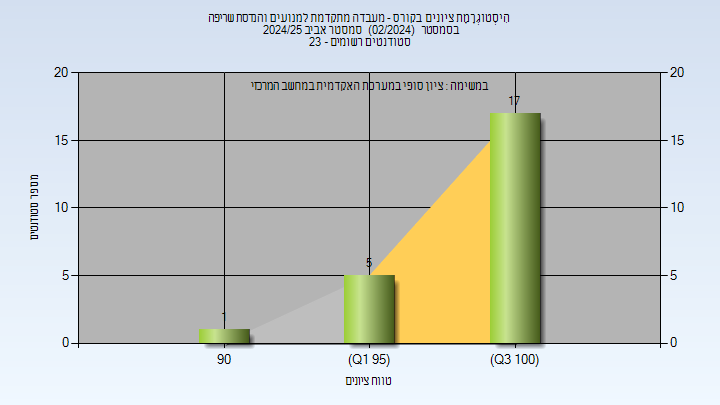 היסטוגרמת ציונים בקורס - מעבדה מתקדמת למנועים והנדסת שריפה
בסמסטר (02/2024) סמסטר אביב 2024/25
סטודנטים רשומים - 23
במשימה : ציון סופי במערכת האקדמית במחשב המרכזי
מספר סטודנטים
20
15
10
5
0
20
15
10
5
0
1
5
17
90
(Q1 95)
(Q3 100)
טווח ציונים